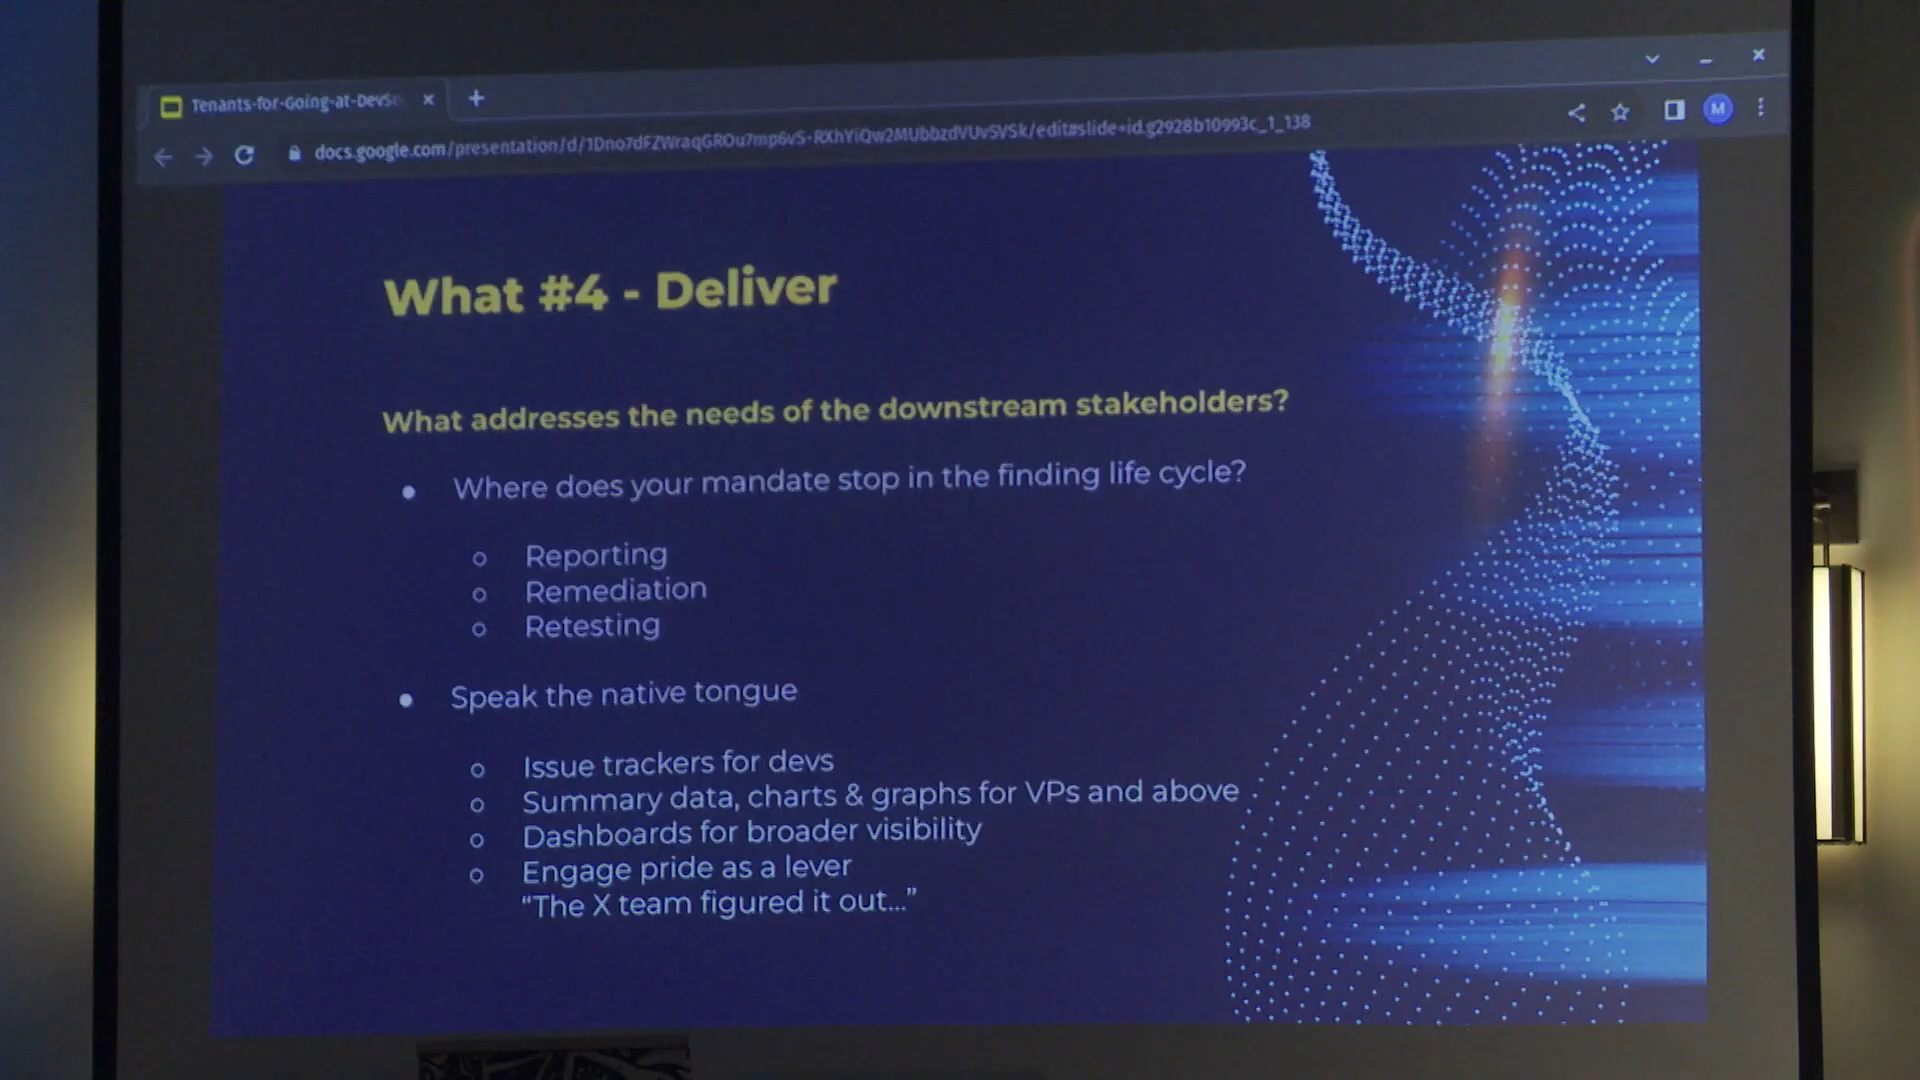 Tenants-for-Going-at-DevSe
docs.google.com/presentation/d/1Dno7dFZWraqGROu7mp6vS-RXhYiQw2MUbbzdVUvSVSk/edit#slide=id.g2928b10993c_1_138
M
What #4 - Deliver
What addresses the needs of the downstream stakeholders?
Where does your mandate stop in the finding life cycle?
Reporting
Remediation
Retesting
Speak the native tongue
Issue trackers for devs
Summary data, charts & graphs for VPs and above
Dashboards for broader visibility
Engage pride as a lever
“The X team figured it out...”